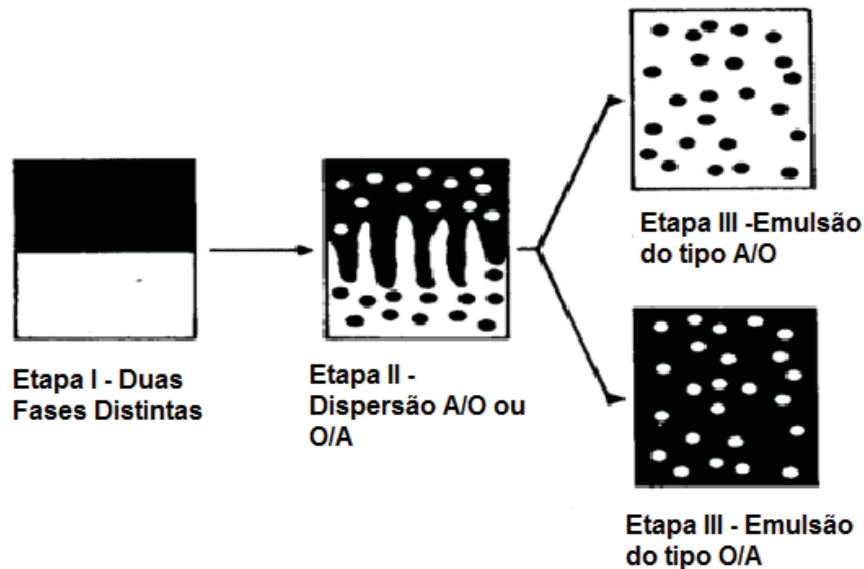 Etapa I - Duas
Fases Distintas
Etapa II -
Dispersão A/O ou
O/A
Etapa III -Emulsão
do tipo A/O
Etapa III - Emulsão
do tipo O/A